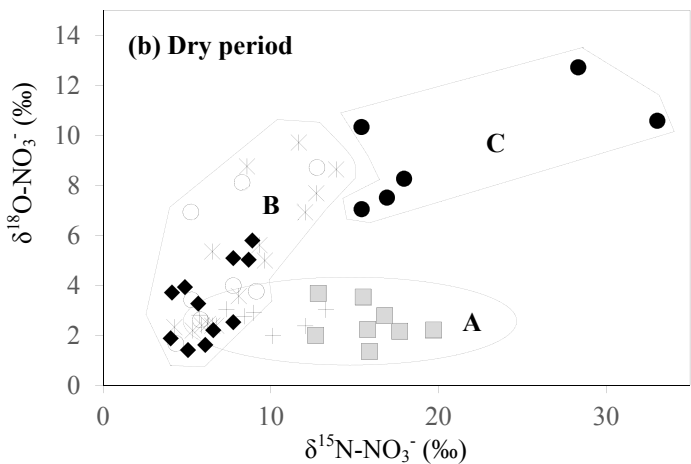 14
(b) Dry period
12
C
10
8
B
6
4
A
2
0
0
10
20
30
δ¹⁸O-NO₃⁻ (‰)
δ¹⁵N-NO₃⁻ (‰)